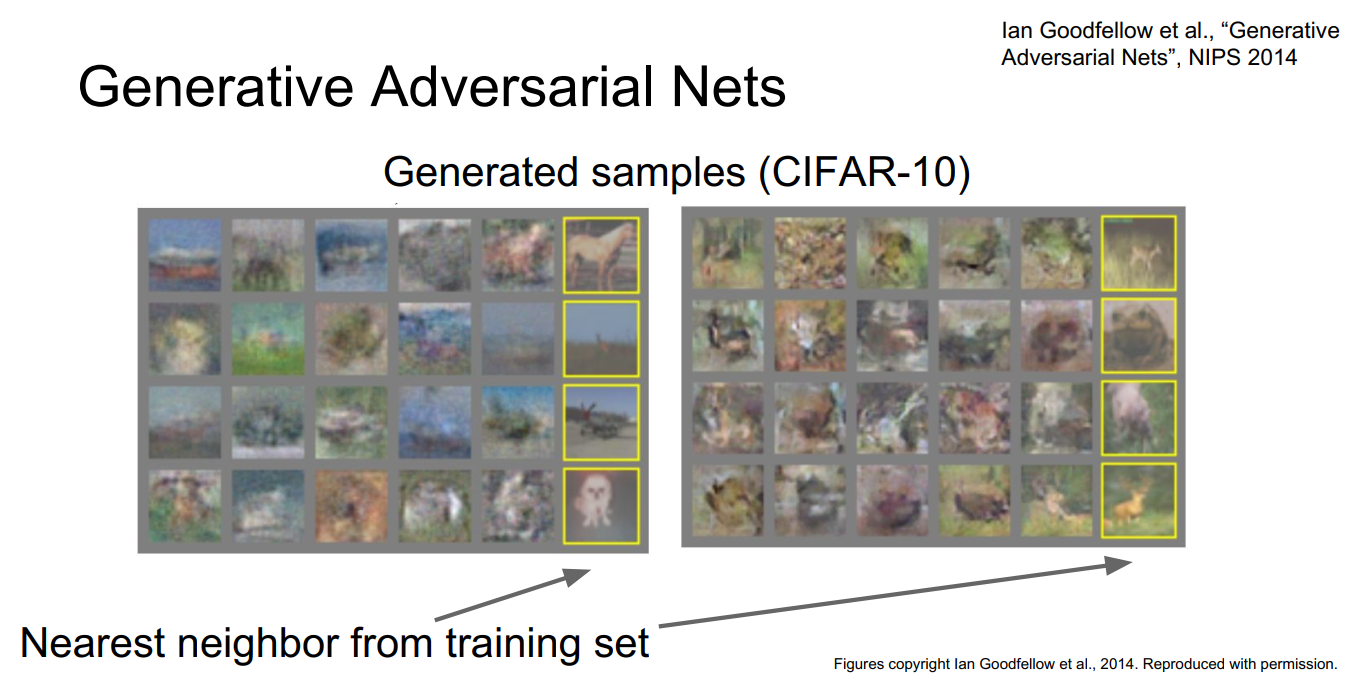 Ian Goodfellow et al., “Generative
Adversarial Nets”, NIPS 2014
Generative Adversarial Nets
Generated samples (CIFAR-10)
Nearest neighbor from training set
Figures copyright Ian Goodfellow et al., 2014. Reproduced with permission.